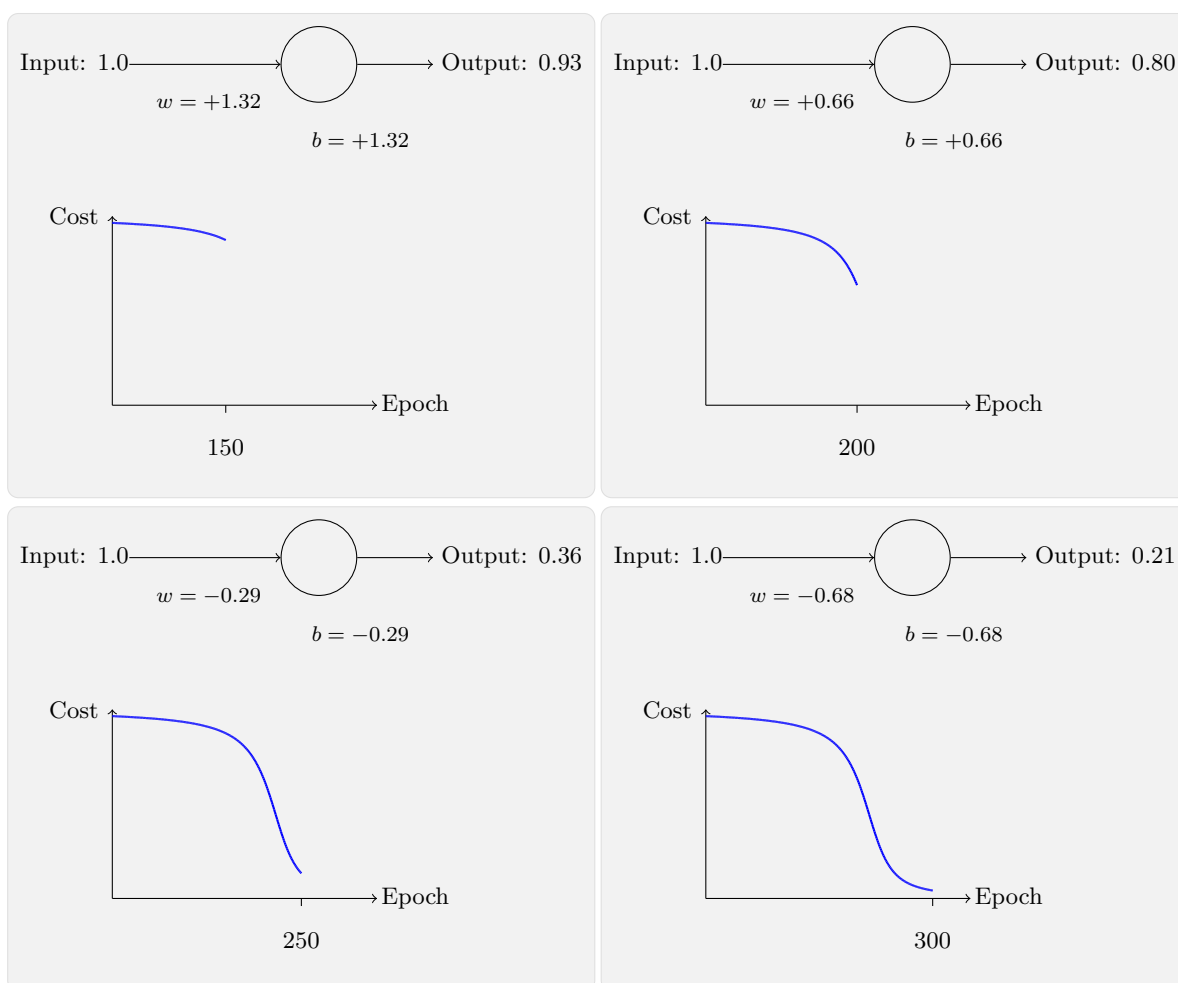 Input: 1.0 Output: 0.93
w = +1.32
b = +1.32
Cost
Epoch
150
Input: 1.0 Output: 0.80
w = +0.66
b = +0.66
Cost
Epoch
200
Input: 1.0 Output: 0.36
w = −0.29
b = −0.29
Cost
Epoch
250
Input: 1.0 Output: 0.21
w = −0.68
b = −0.68
Cost
Epoch
300